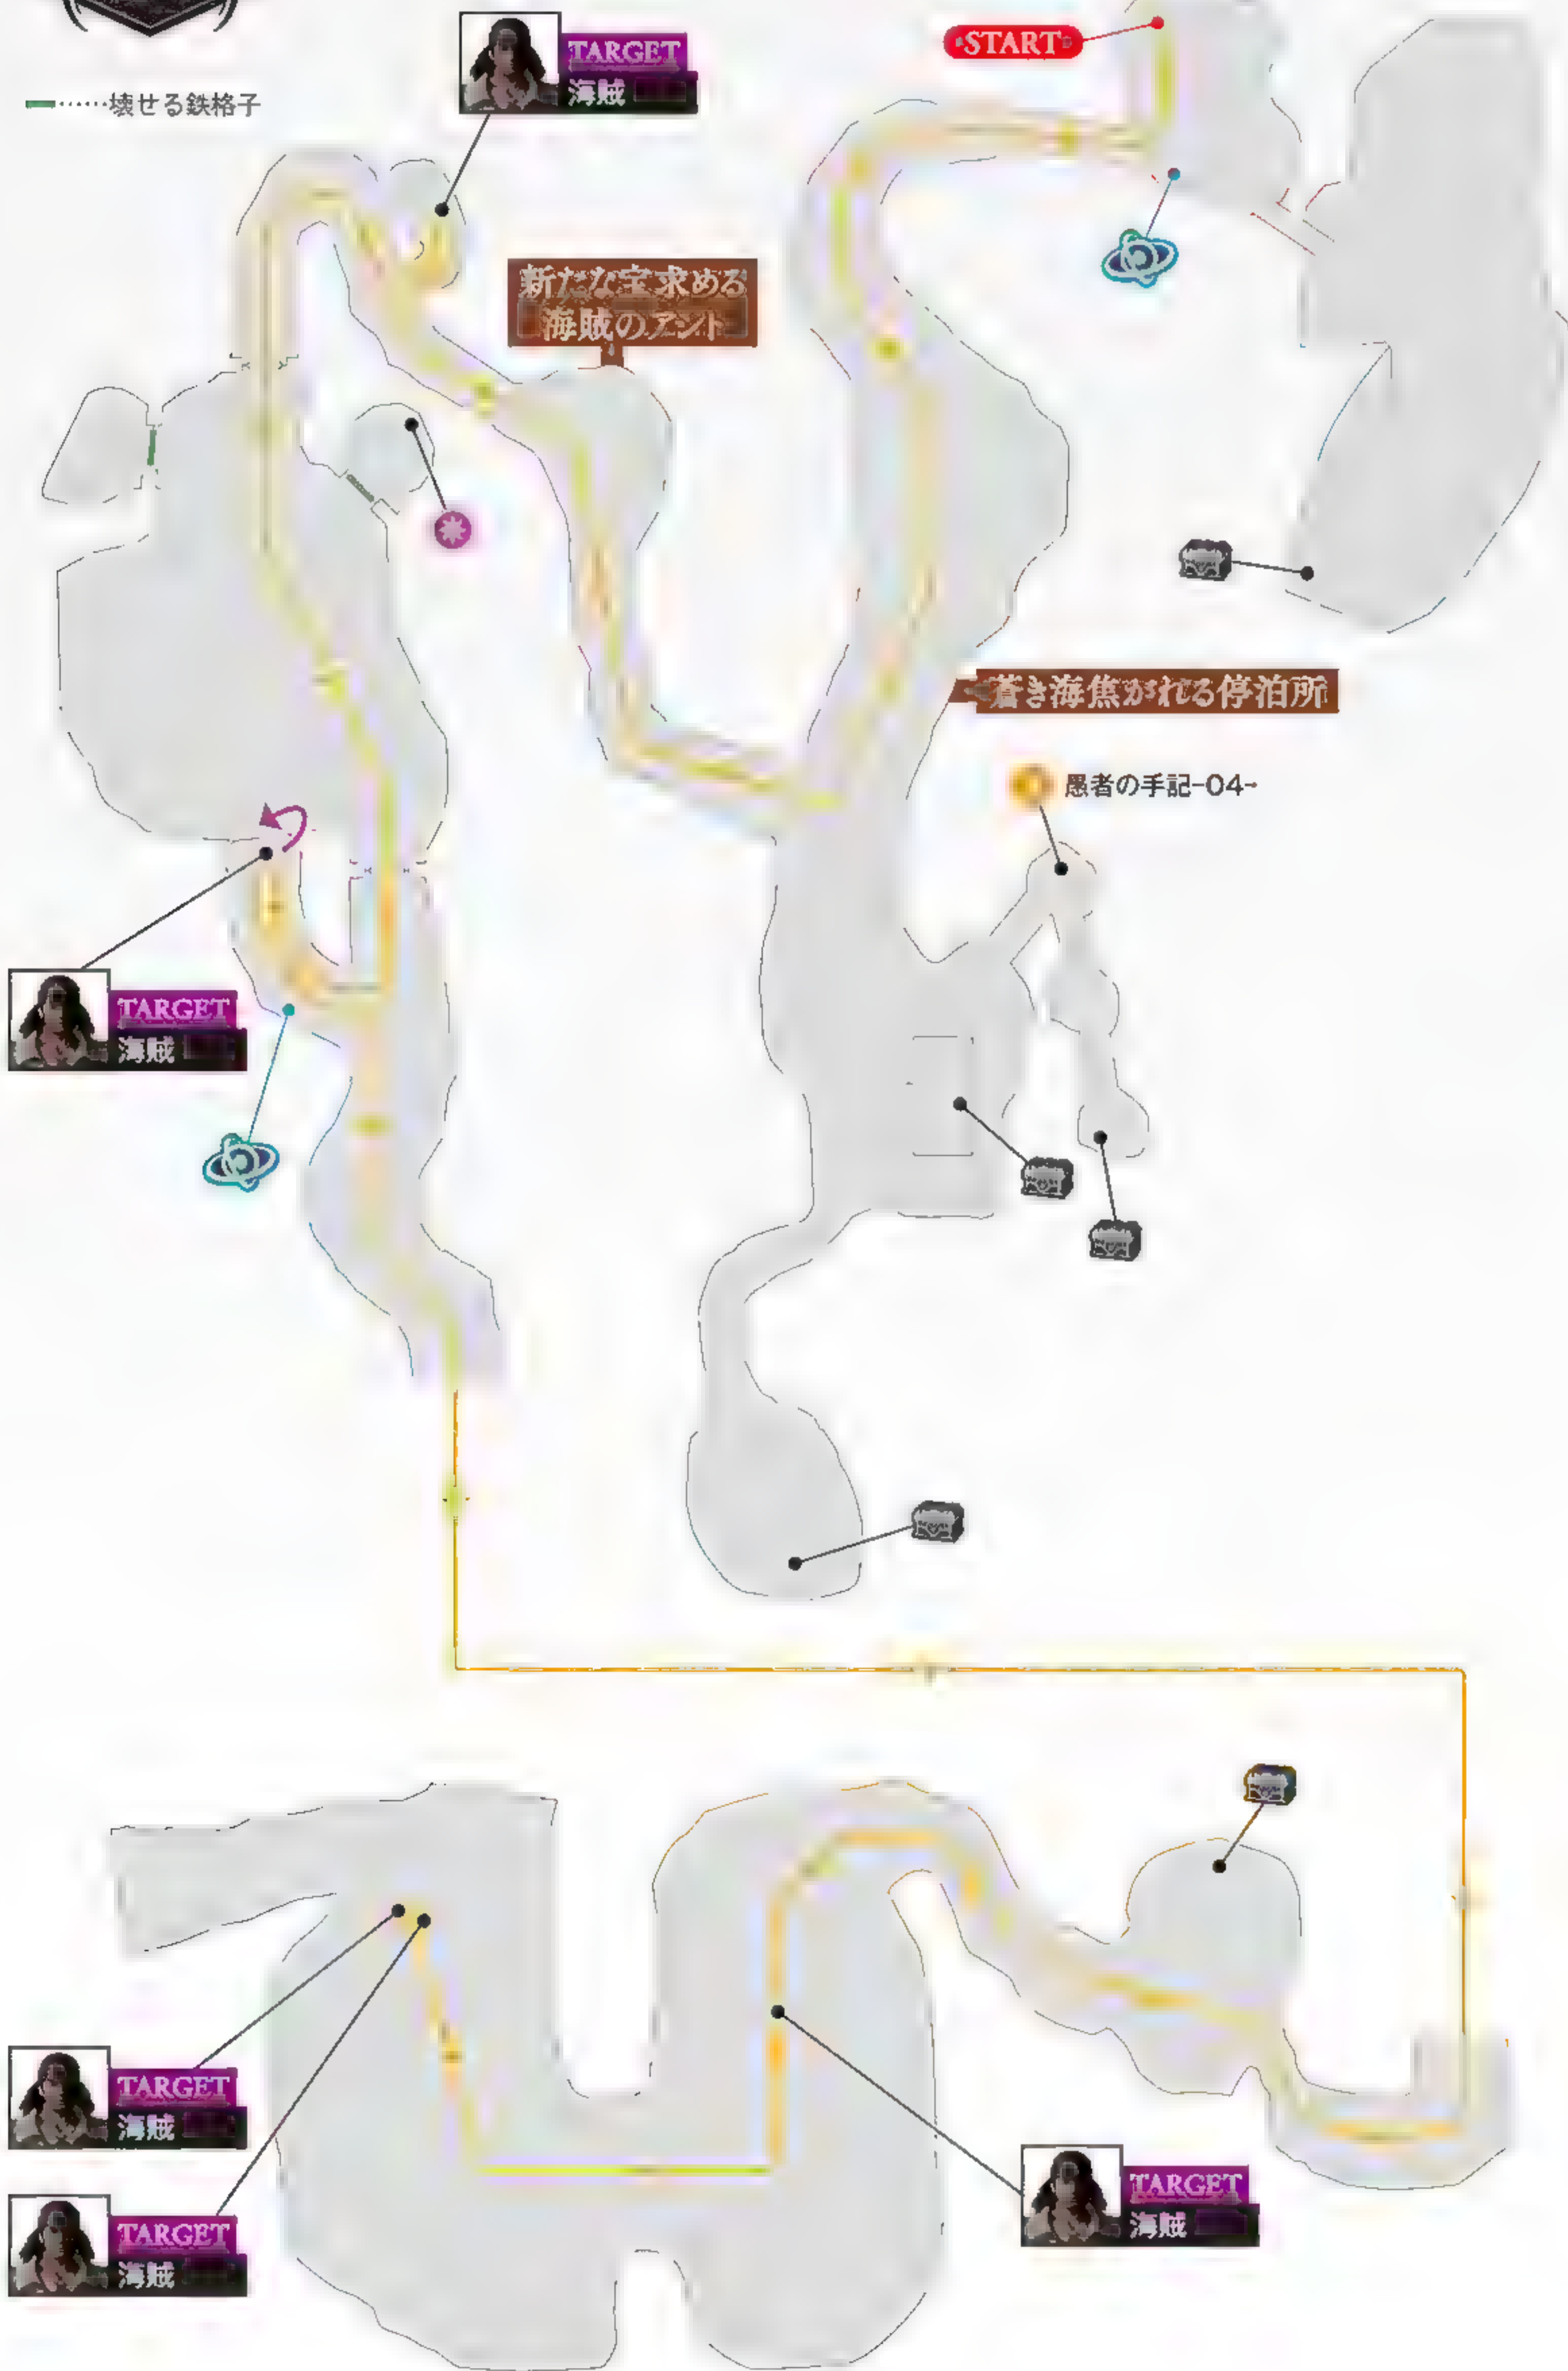 TARGET
海賊
START
壊せる鉄格子
新たな宝求める
海賊のアント
蒼き海焦がれる停泊所
愚者の手記-04-
TARGET
海賊
TARGET
海賊
TARGET
海賊
TARGET
海賊